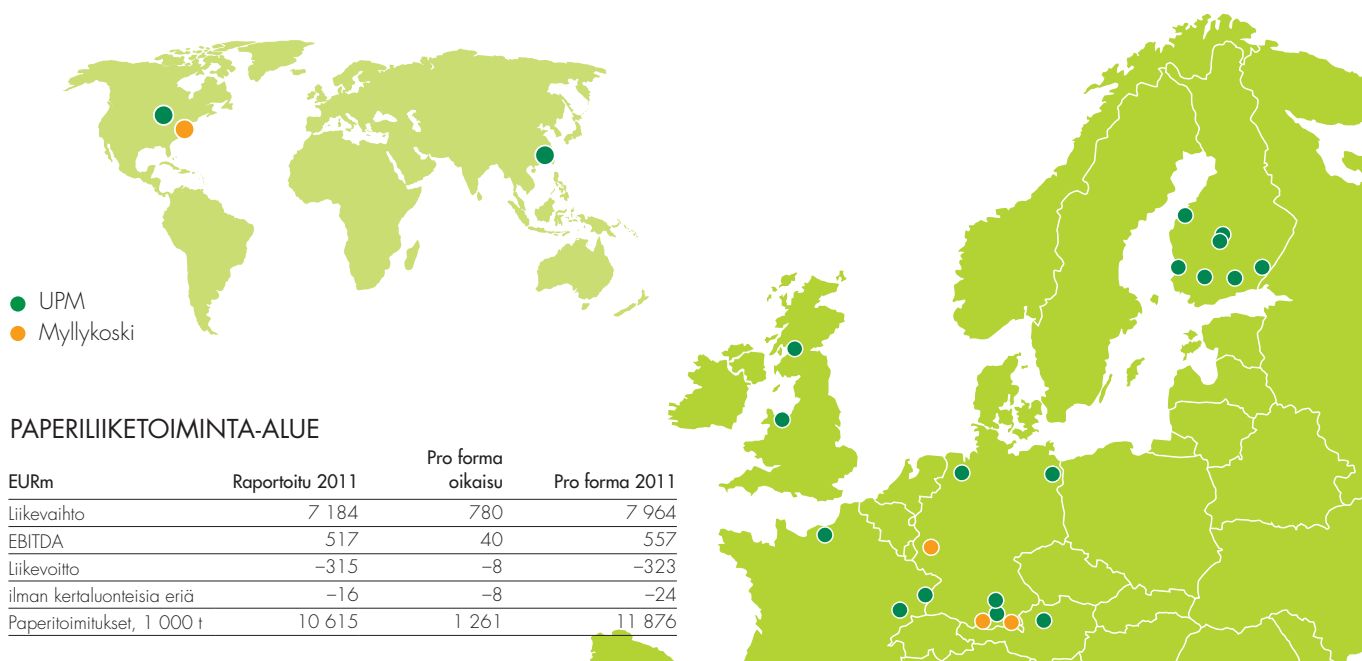 UPM
Myllykoski
PAPERILIIKETOIMINTA-ALUE
EURm Raportoitu 2011 Pro forma oikaisu Pro forma 2011
Liikevaihto 7 184 780 7 964
EBITDA 517 40 557
Liikevoitto –315 –8 –323
ilman kertaluonteisia eriä –16 –8 –24
Paperitoimitukset, 1 000 t 10 615 1 261 11 876